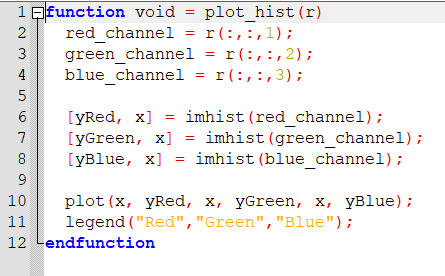 1 function void = plot_hist(r)
2   red_channel = r(:,:,1);
3   green_channel = r(:,:,2);
4   blue_channel = r(:,:,3);
5
6   [yRed, x] = imhist(red_channel);
7   [yGreen, x] = imhist(green_channel);
8   [yBlue, x] = imhist(blue_channel);
9
10   plot(x, yRed, x, yGreen, x, yBlue);
11   legend("Red","Green","Blue");
12 endfunction